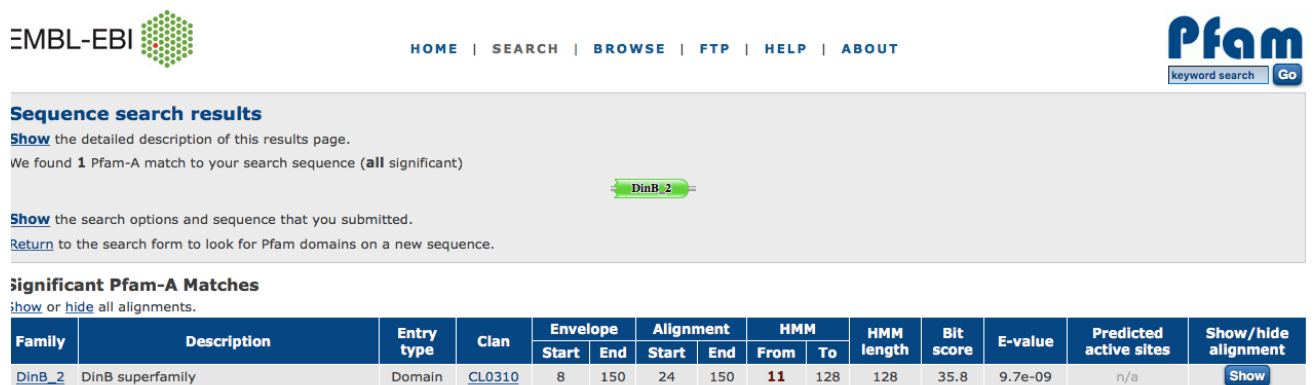 EMBL-EBI
HOME | SEARCH | BROWSE | FTP | HELP | ABOUT
Pfam
keyword search Go
Sequence search results
Show the detailed description of this results page.
We found 1 Pfam-A match to your search sequence (all significant)
DinB_2
Show the search options and sequence that you submitted.
Return to the search form to look for Pfam domains on a new sequence.
Significant Pfam-A Matches
Show or hide all alignments.
Family Description Entry type Clan Envelope Alignment HMM HMM length Bit score E-value Predicted active sites Show/hide alignment
Start End Start End From To
DinB_2 DinB superfamily Domain CL0310 8 150 24 150 11 128 128 35.8 9.7e-09 n/a Show